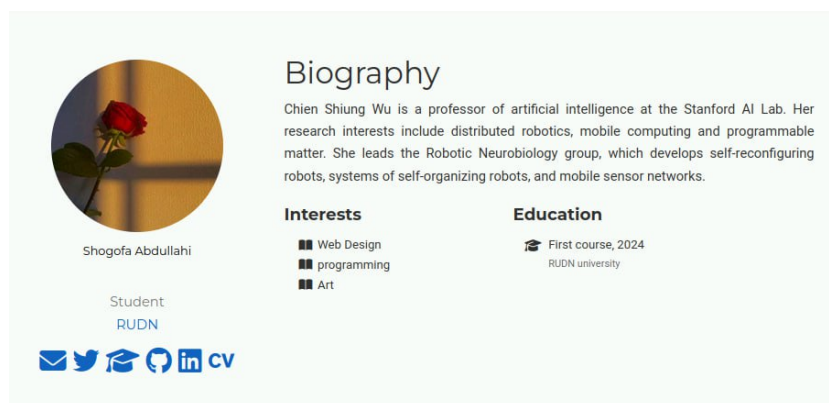 Biography
Chien Shiung Wu is a professor of artificial intelligence at the Stanford AI Lab. Her
research interests include distributed robotics, mobile computing and programmable
matter. She leads the Robotic Neurobiology group, which develops self-reconfiguring
robots, systems of self-organizing robots, and mobile sensor networks.
Shogofa Abdullahi
Student
RUDN
CV
Interests
Web Design
programming
Art
Education
First course, 2024
RUDN university